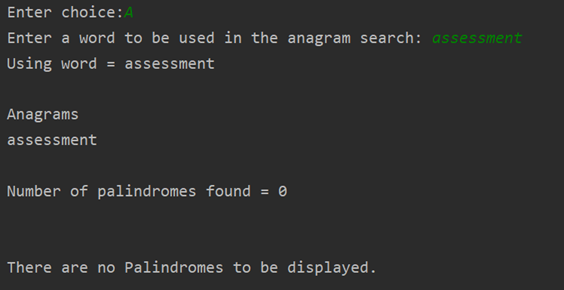 Enter choice:A
Enter a word to be used in the anagram search: assessment
Using word = assessment
Anagrams
assessment
Number of palindromes found = 0
There are no Palindromes to be displayed.